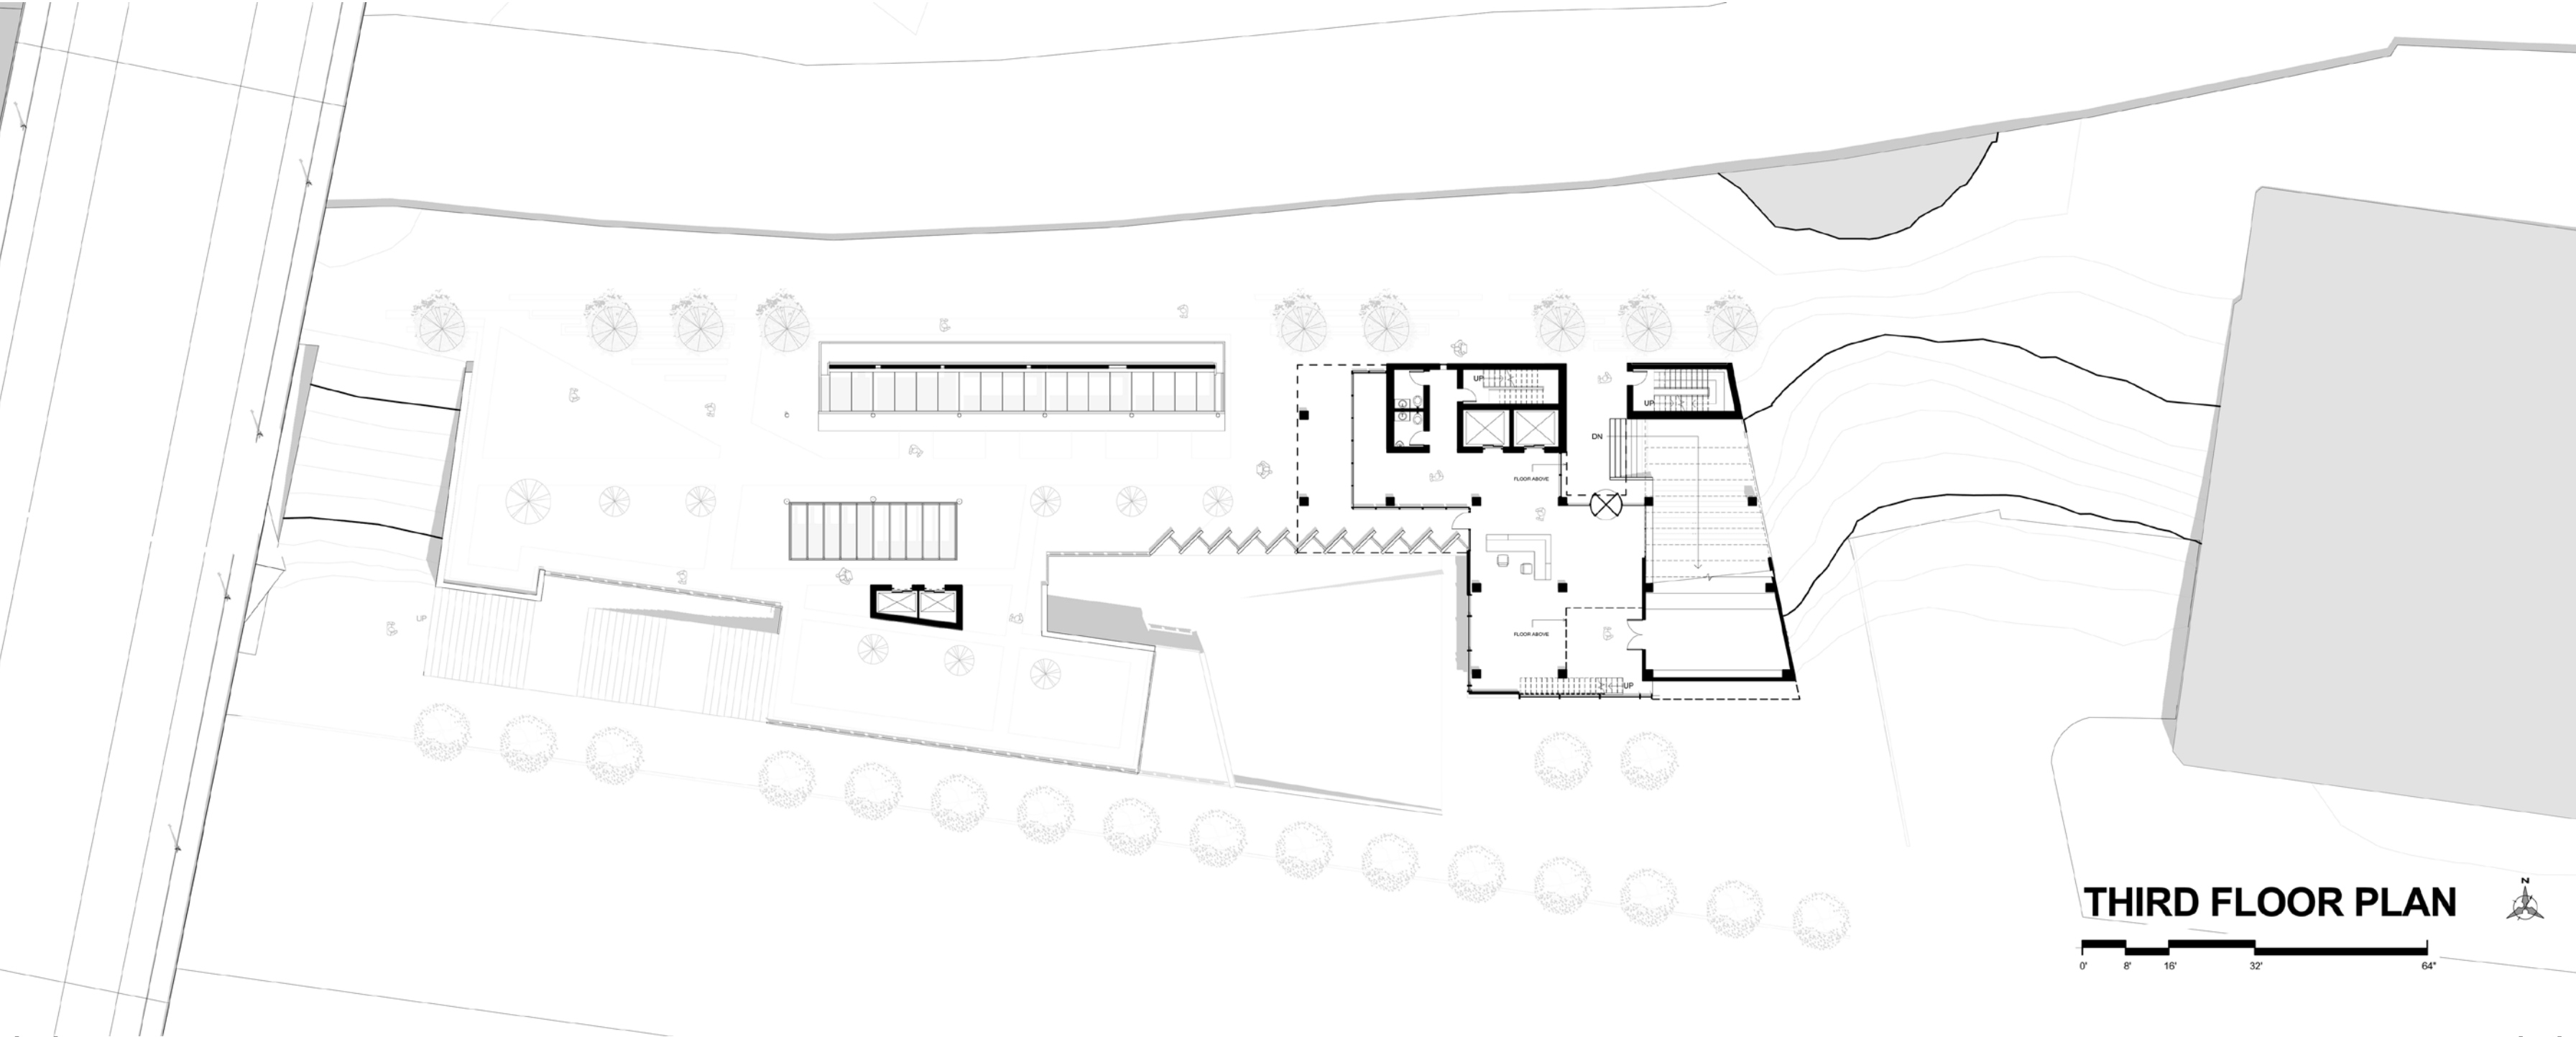 UP
UP
DN
FLOOR ABOVE
UP
FLOOR ABOVE
UP
N
THIRD FLOOR PLAN
0' 8' 16' 32' 64"